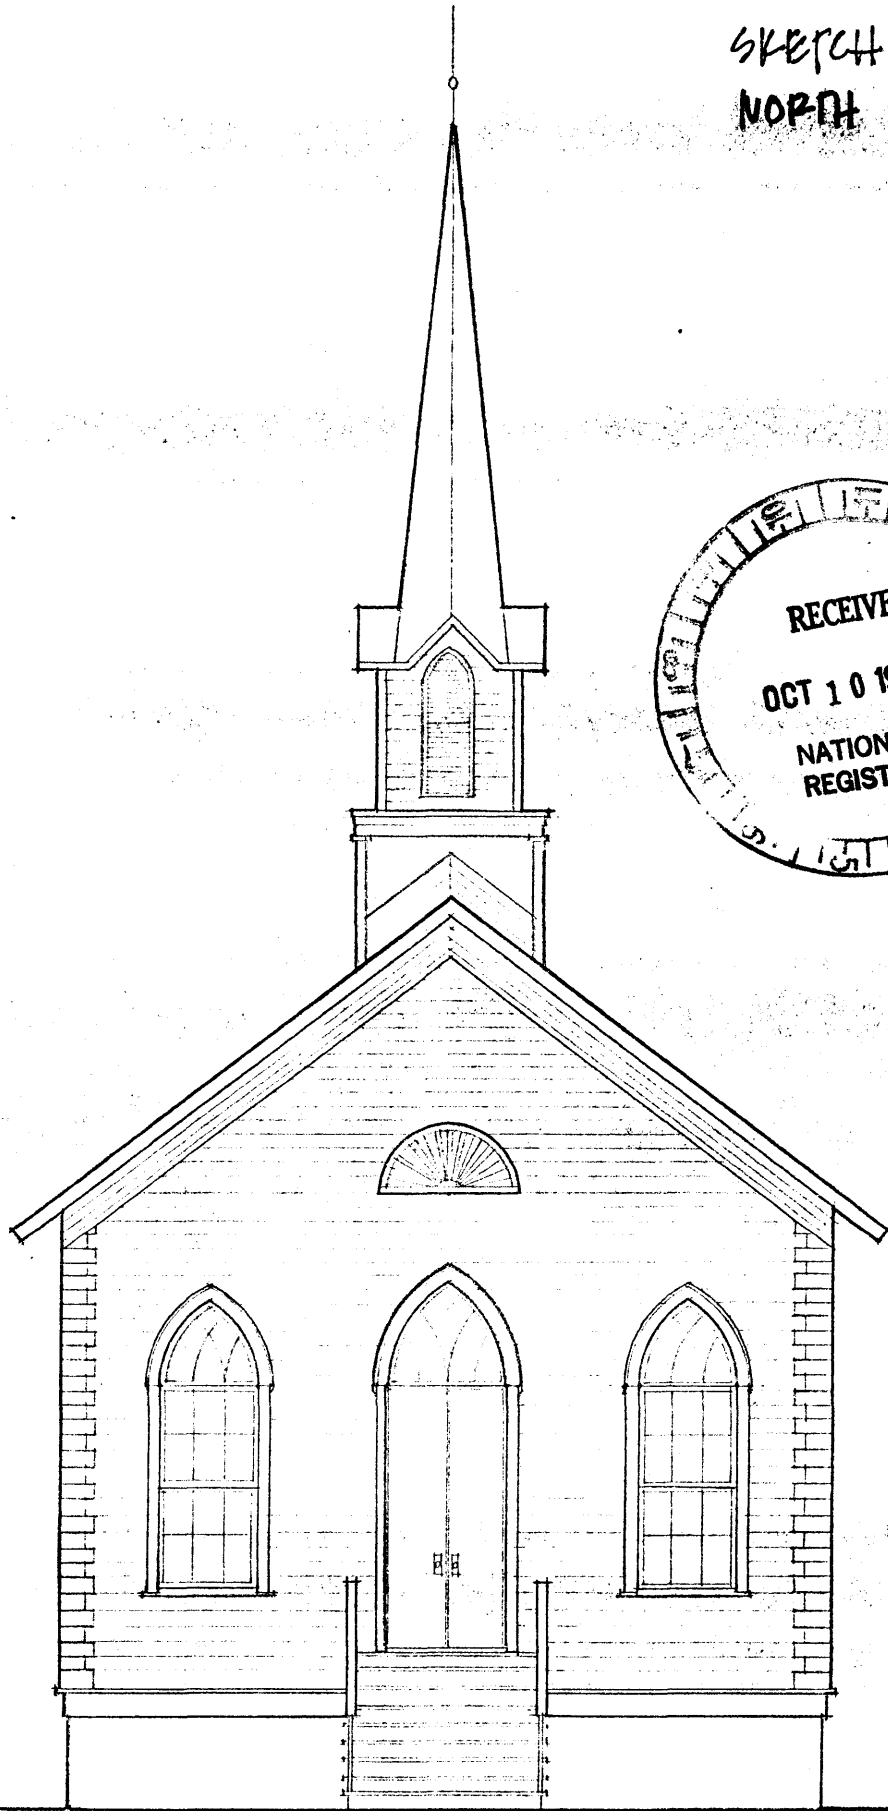 SKETCH
NORTH
RECEIVE
OCT 1 0 19
NATION
REGIST